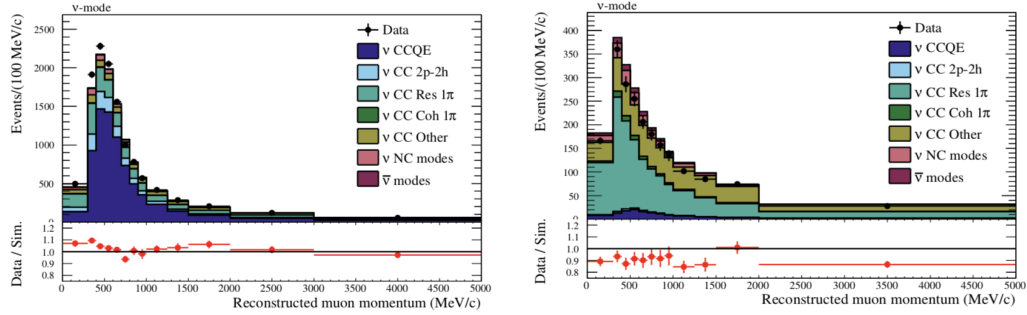 ν-mode
Events/(100 MeV/c)
2500
2000
1500
1000
500
0
Data
ν CCQE
ν CC 2p-2h
ν CC Res 1π
ν CC Coh 1π
ν CC Other
ν NC modes
ν̅ modes
Data / Sim.
1.2
1.1
1.0
0.9
0.8
0 500 1000 1500 2000 2500 3000 3500 4000 4500 5000
Reconstructed muon momentum (MeV/c)
ν-mode
Events/(100 MeV/c)
400
350
300
250
200
150
100
50
0
Data
ν CCQE
ν CC 2p-2h
ν CC Res 1π
ν CC Coh 1π
ν CC Other
ν NC modes
ν̅ modes
Data / Sim.
1.2
1.1
1.0
0.9
0.8
0 500 1000 1500 2000 2500 3000 3500 4000 4500 5000
Reconstructed muon momentum (MeV/c)